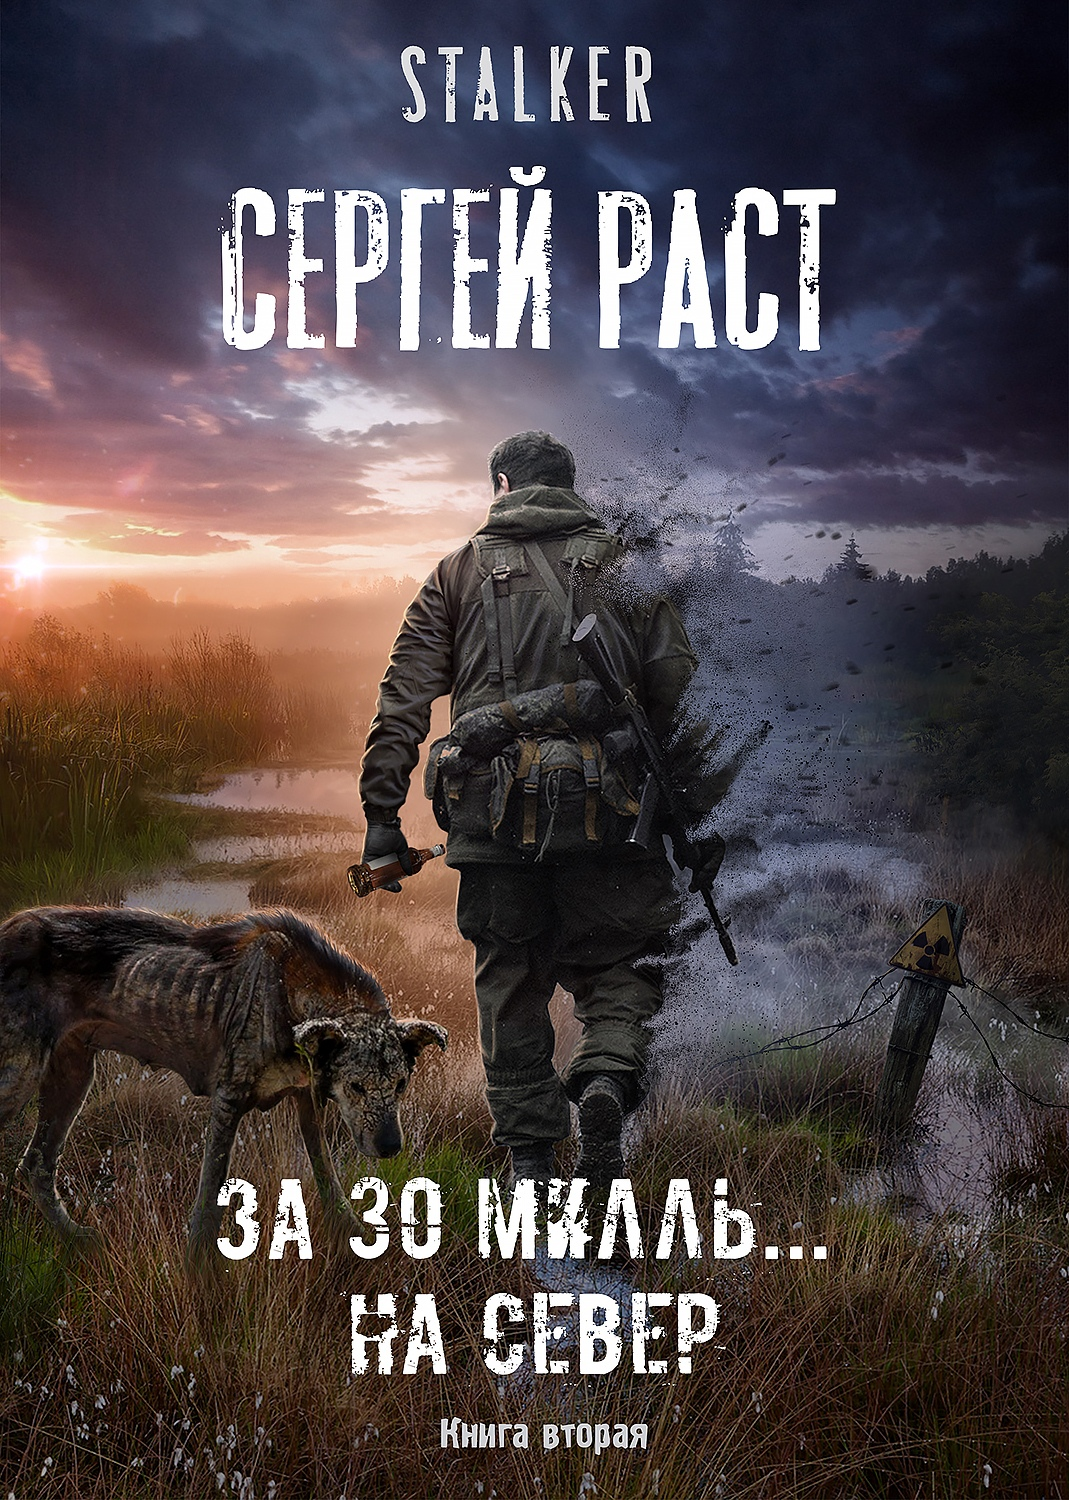 STALKER
СЕРГЕЙ РАСТ
ЗА 30 МИЛЛЬ...
НА СЕВЕР
Книга вторая